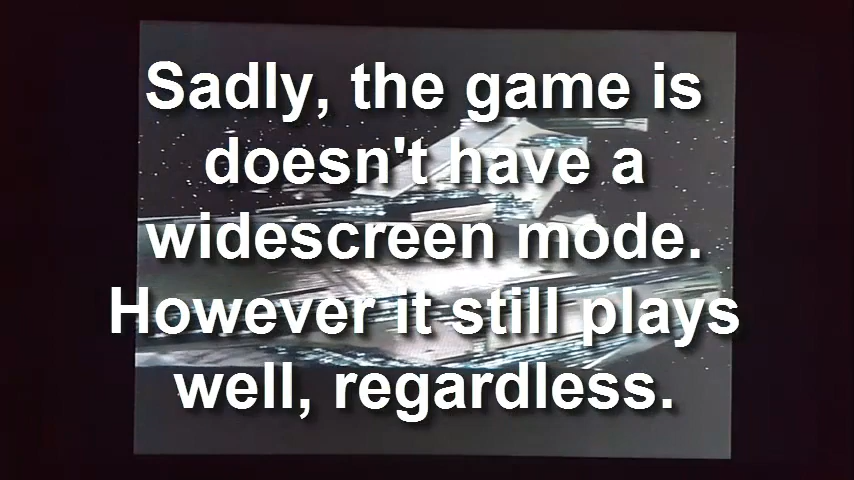 Sadly, the game is
doesn't have a
widescreen mode.
However it still plays
well, regardless.